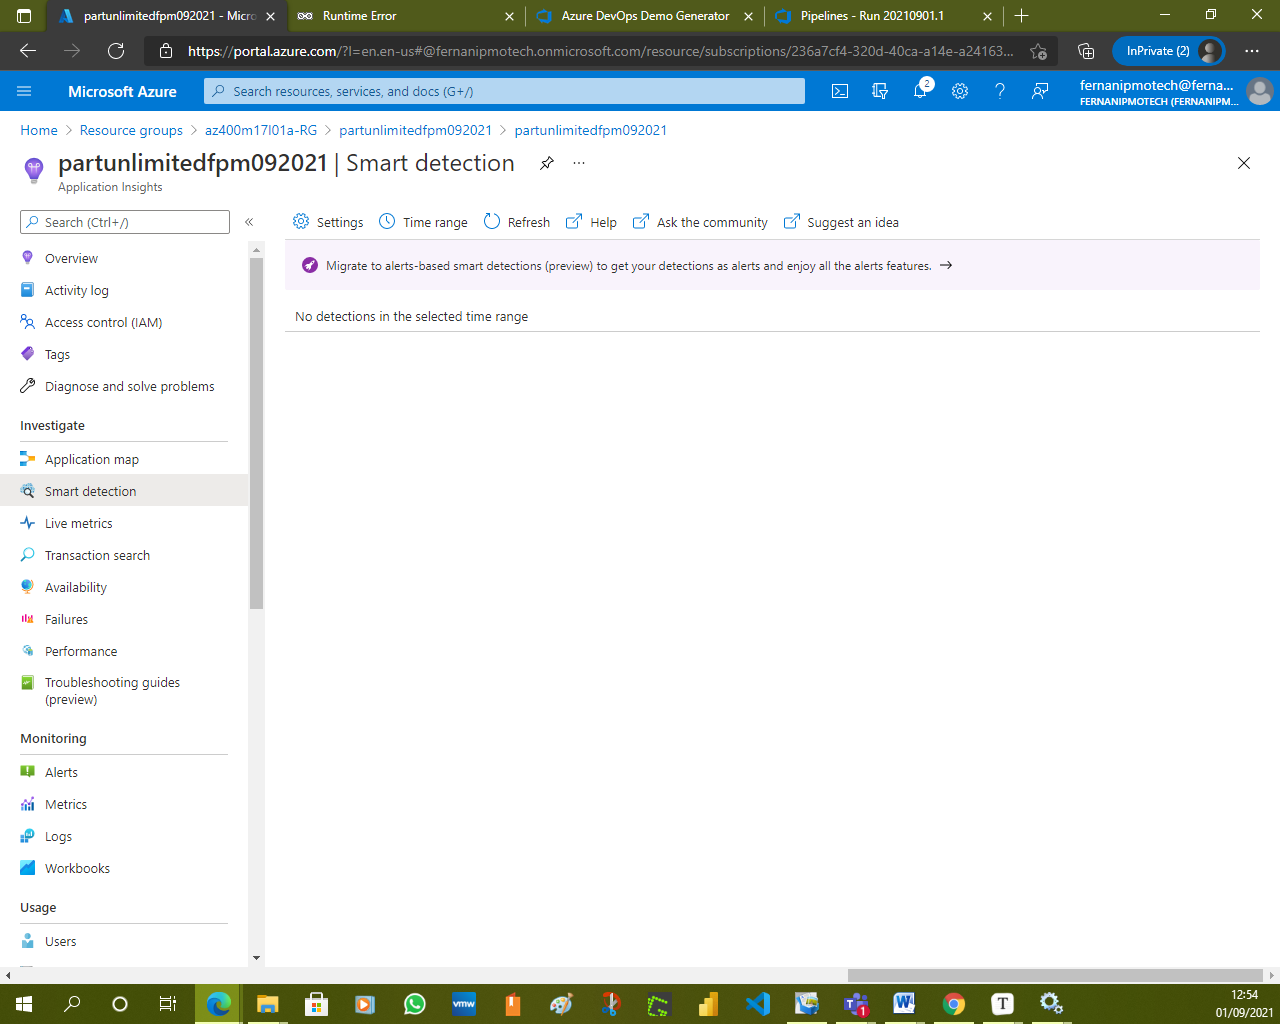 partunlimitedfpm092021 - Micro
Runtime Error
Azure DevOps Demo Generator
Pipelines - Run 20210901.1
https://portal.azure.com/?l=en.en-us#@fernanipmotech.onmicrosoft.com/resource/subscriptions/236a7cf4-320d-40ca-a14e-a24163...
InPrivate (2)
Microsoft Azure
Search resources, services, and docs (G+/)
2
fernanipmotech@ferna...
FERNANIPMOTECH (FERNANIPM...
Home > Resource groups > az400m17l01a-RG > partunlimitedfpm092021 > partunlimitedfpm092021
partunlimitedfpm092021 | Smart detection
Application Insights
Search (Ctrl+/)
Overview
Activity log
Access control (IAM)
Tags
Diagnose and solve problems
Investigate
Application map
Smart detection
Live metrics
Transaction search
Availability
Failures
Performance
Troubleshooting guides
(preview)
Monitoring
Alerts
Metrics
Logs
Workbooks
Usage
Users
Settings
Time range
Refresh
Help
Ask the community
Suggest an idea
Migrate to alerts-based smart detections (preview) to get your detections as alerts and enjoy all the alerts features.
No detections in the selected time range
vmw
1
W
T
12:54
01/09/2021